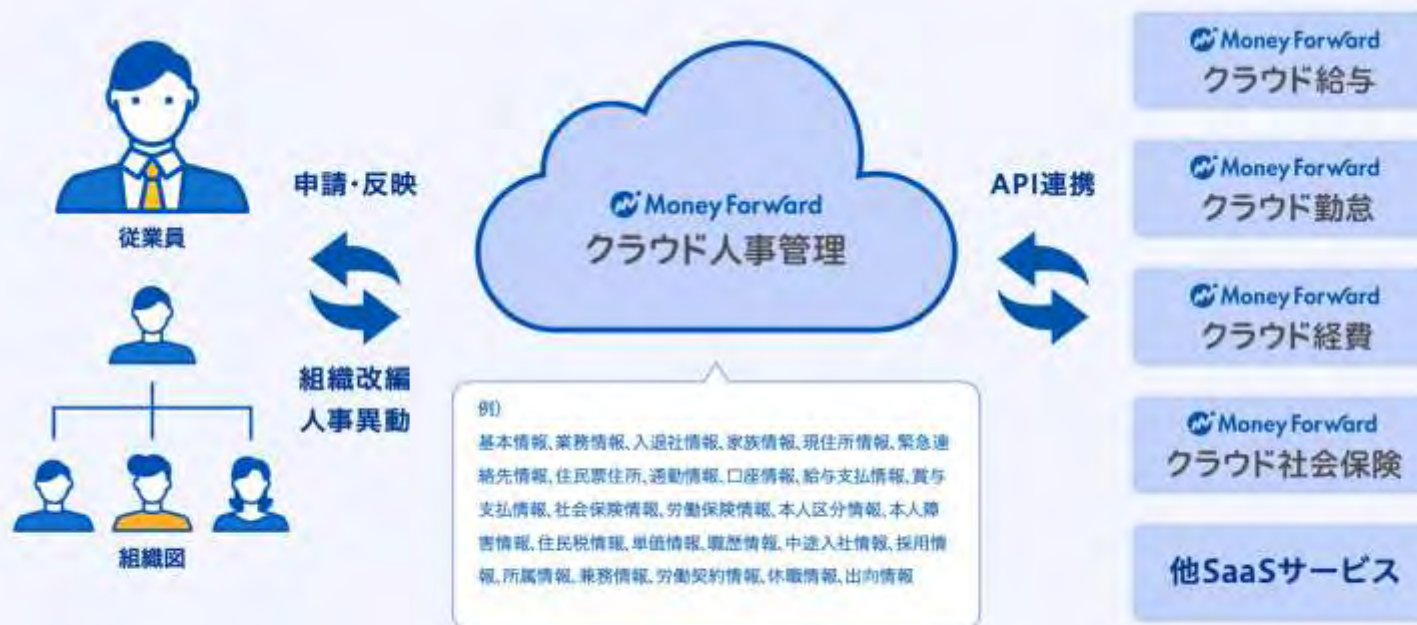 従業員
組織図
申請・反映
組織改編
人事異動
Money Forward
クラウド人事管理
例)
基本情報、業務情報、入退社情報、家族情報、現住所情報、緊急連
絡先情報、住民票住所、通勤情報、口座情報、給与支払情報、賞与
支払情報、社会保険情報、労働保険情報、本人区分情報、本人障
害情報、住民税情報、単価情報、職歴情報、中途入社情報、採用情
報、所属情報、兼務情報、労働契約情報、休職情報、出向情報
API連携
Money Forward
クラウド給与
Money Forward
クラウド勤怠
Money Forward
クラウド経費
Money Forward
クラウド社会保険
他SaaSサービス